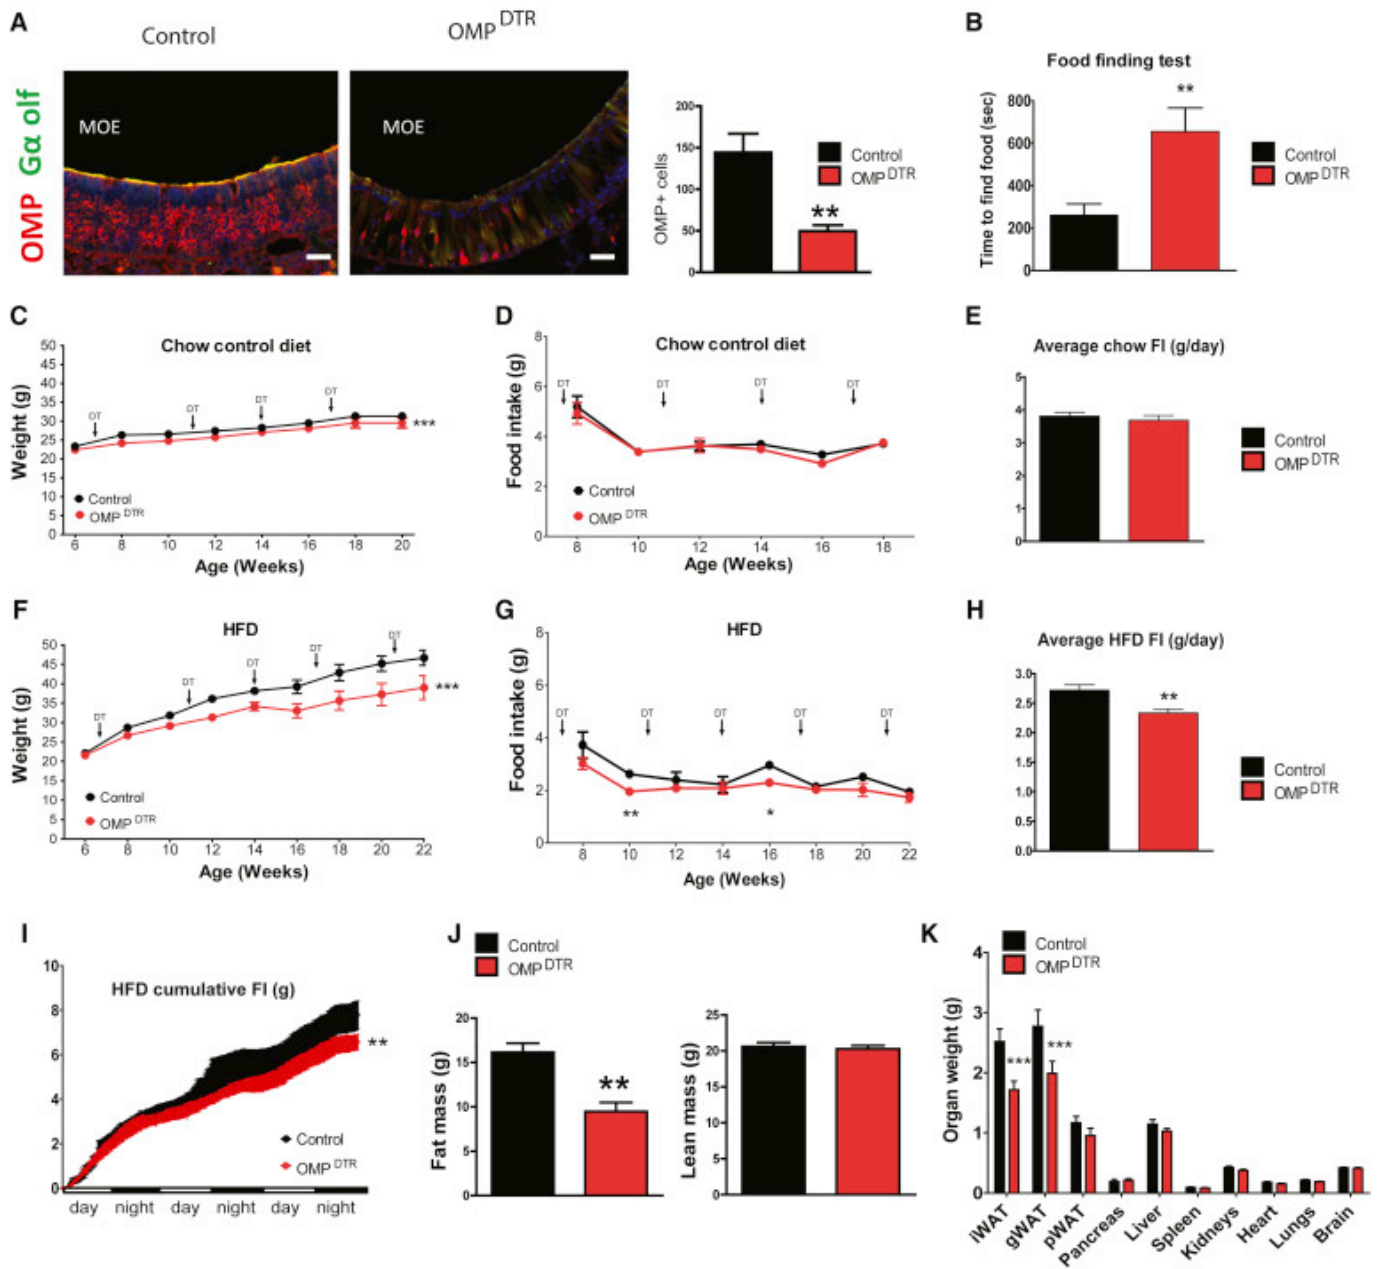 A
Control
OMP DTR
OMP Gα olf
MOE
MOE
200
150
100
50
0
OMP+ cells
**
Control
OMP DTR
B
Food finding test
800
600
400
200
0
Time to find food (sec)
**
Control
OMP DTR
C
Chow control diet
50
45
40
35
30
25
20
15
10
5
0
Weight (g)
DT
DT
DT
DT
***
Control
OMP DTR
6 8 10 12 14 16 18 20
Age (Weeks)
D
Chow control diet
8
6
4
2
0
Food intake (g)
DT
DT
DT
DT
Control
OMP DTR
8 10 12 14 16 18
Age (Weeks)
E
Average chow FI (g/day)
5
4
3
2
1
0
Control
OMP DTR
F
HFD
50
45
40
35
30
25
20
15
10
5
0
Weight (g)
DT
DT
DT
DT
DT
***
Control
OMP DTR
6 8 10 12 14 16 18 20 22
Age (Weeks)
G
HFD
8
6
4
2
0
Food intake (g)
DT
DT
DT
DT
DT
**
*
Control
OMP DTR
8 10 12 14 16 18 20 22
Age (Weeks)
H
Average HFD FI (g/day)
3.0
2.5
2.0
1.5
1.0
0.5
0.0
**
Control
OMP DTR
I
HFD cumulative FI (g)
10
8
6
4
2
0
**
Control
OMP DTR
day night day night day night
J
Control
OMP DTR
20
15
10
5
0
Fat mass (g)
**
25
20
15
10
5
0
Lean mass (g)
K
Control
OMP DTR
4
3
2
1
0
Organ weight (g)
***
***
iWAT
gWAT
pWAT
Pancreas
Liver
Spleen
Kidneys
Heart
Lungs
Brain